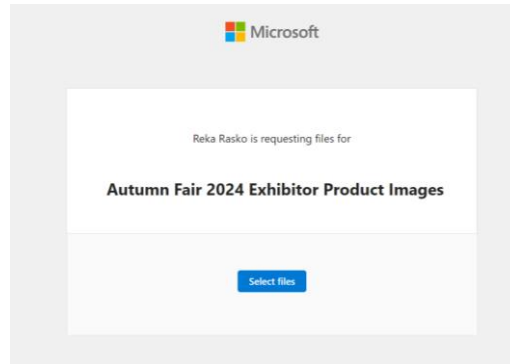 Microsoft
Reka Rasko is requesting files for
Autumn Fair 2024 Exhibitor Product Images
Select files